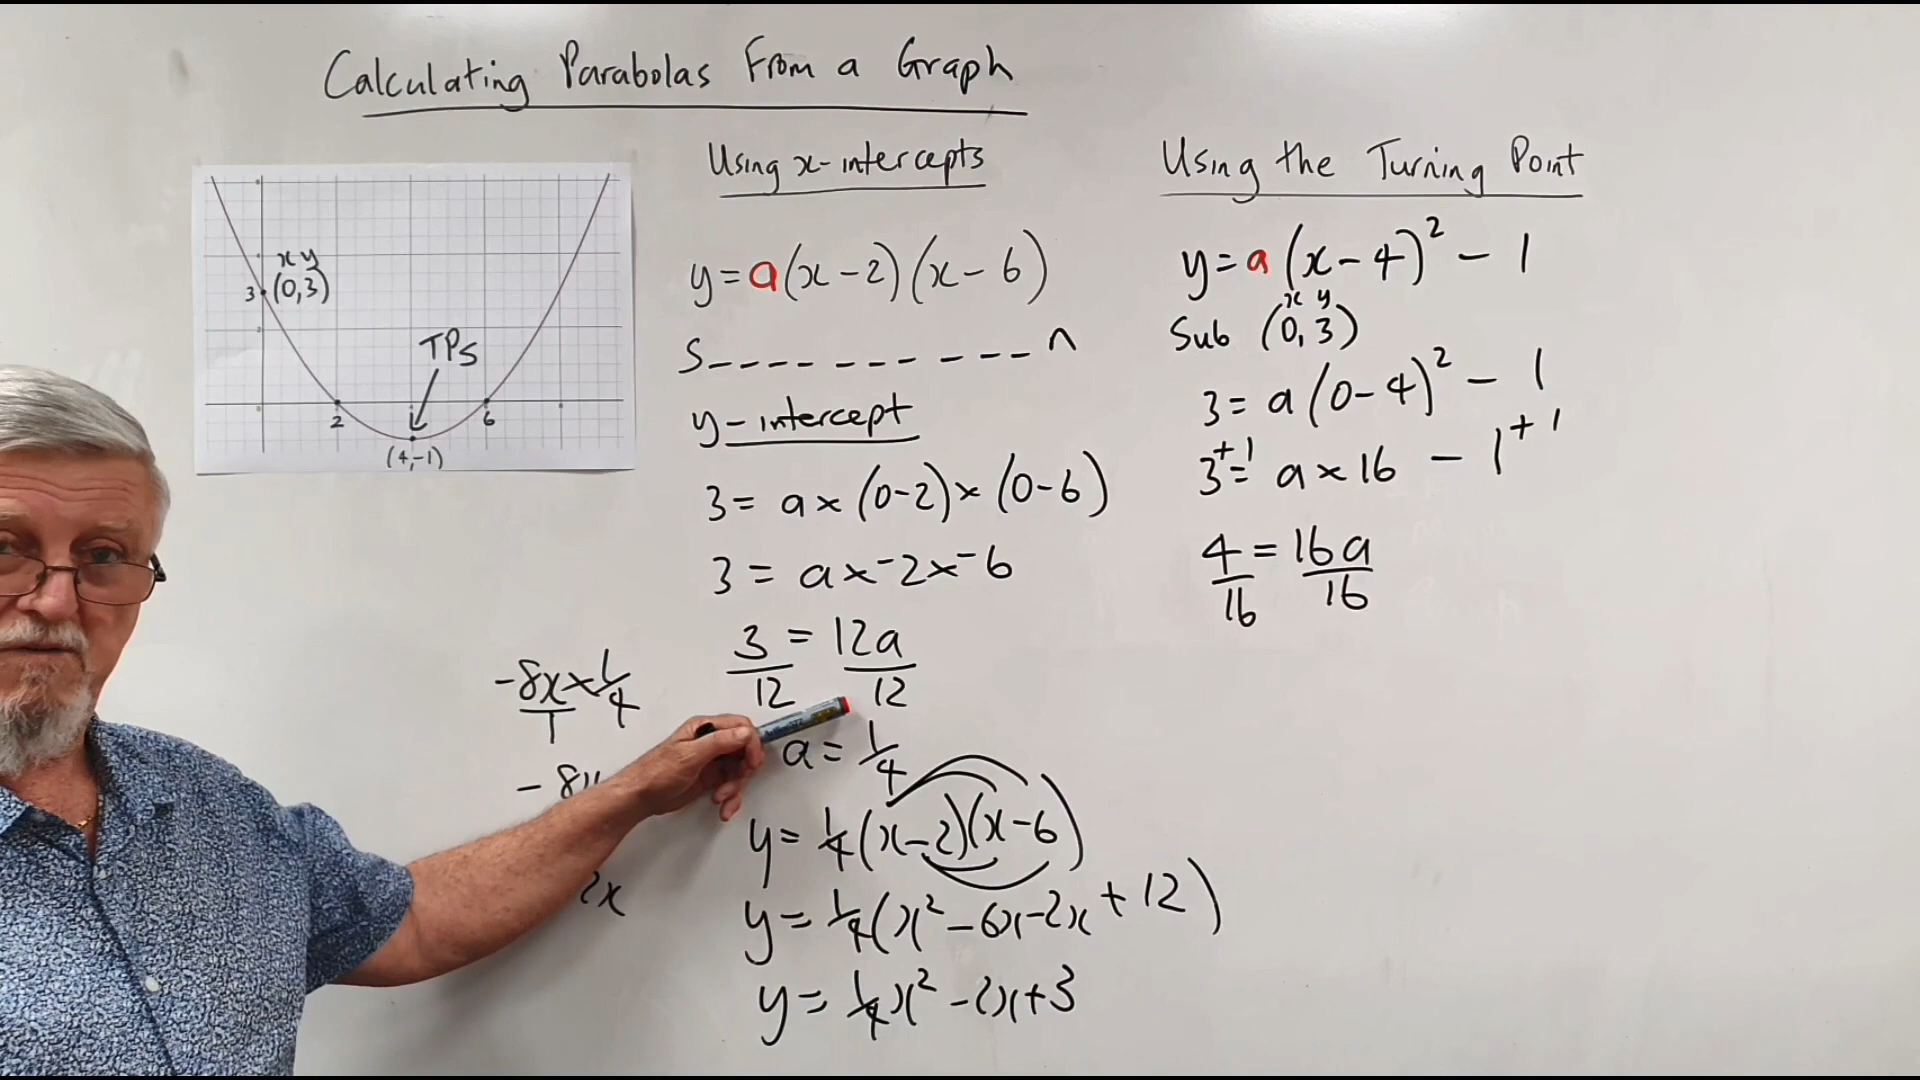 Calculating Parabolas From a Graph
x y
3 (0,3)
TPs
2
6
(4,-1)
Using x-intercepts
y=a(x-2)(x-6)
S__________n
y-intercept
3= a×(0-2)×(0-6)
3 = a×-2×-6
3 = 12a
12 12
a=1/4
y=1/4(x-2)(x-6)
y=1/4(x²-6x-2x+12)
y=1/4x²-2x+3
-8x×1/4
1
-8x
2x
Using the Turning Point
y=a(x-4)²-1
x y
Sub (0,3)
3=a(0-4)²-1
3+1= a×16 -1+1
4=16a
16 16